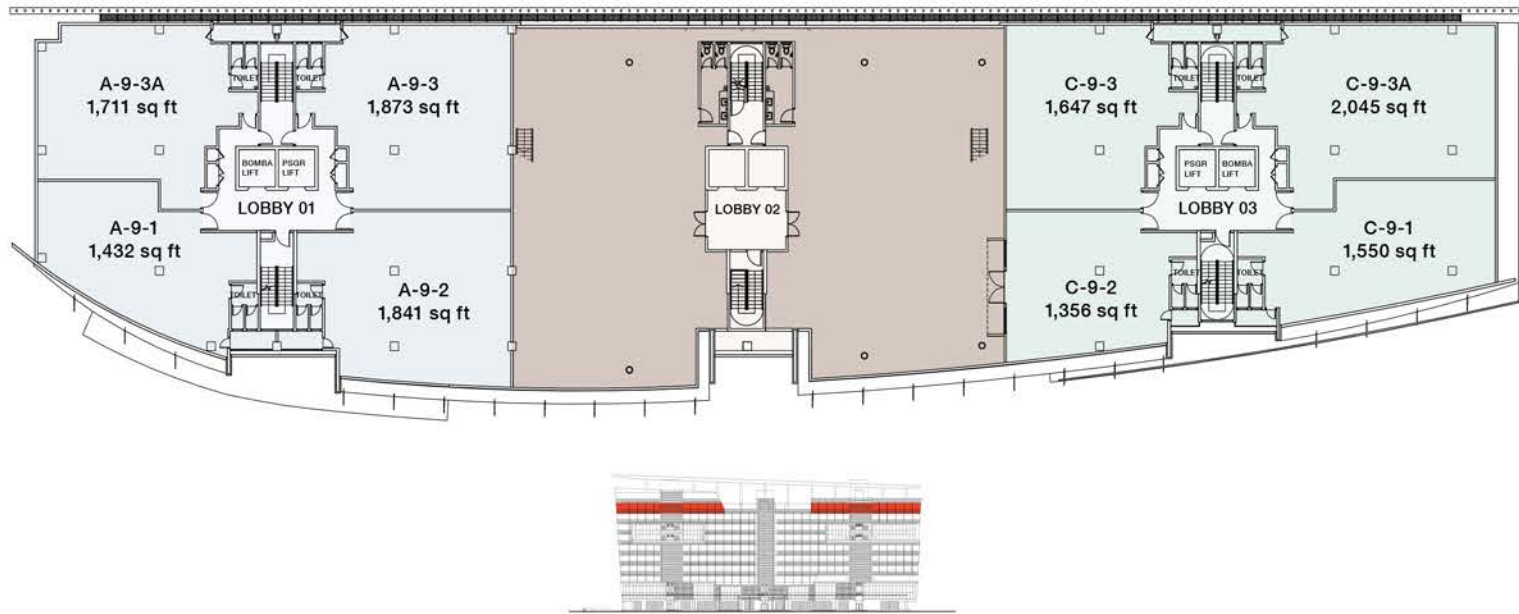 A-9-3A
1,711 sq ft
TOILET
TOILET
A-9-3
1,873 sq ft
C-9-3
1,647 sq ft
TOILET
TOILET
C-9-3A
2,045 sq ft
BOMBA
LIFT
PSGR
LIFT
PSGR
LIFT
BOMBA
LIFT
LOBBY 01
LOBBY 02
LOBBY 03
A-9-1
1,432 sq ft
C-9-1
1,550 sq ft
TOILET
TOILET
A-9-2
1,841 sq ft
C-9-2
1,356 sq ft
TOILET
TOILET